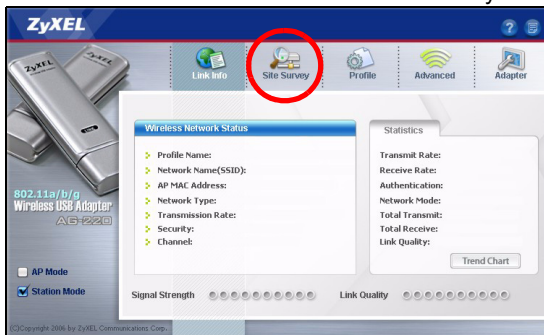 ZyXEL
Link Info
Site Survey
Profile
Advanced
Adapter
ZyXEL
802.11a/b/g
Wireless USB Adapter
AG-220
AP Mode
Station Mode
Wireless Network Status
Profile Name:
Network Name(SSID):
AP MAC Address:
Network Type:
Transmission Rate:
Security:
Channel:
Statistics
Transmit Rate:
Receive Rate:
Authentication:
Network Mode:
Total Transmit:
Total Receive:
Link Quality:
Trend Chart
Signal Strength
Link Quality
(C)Copyright 2006 by ZyXEL Communications Corp.